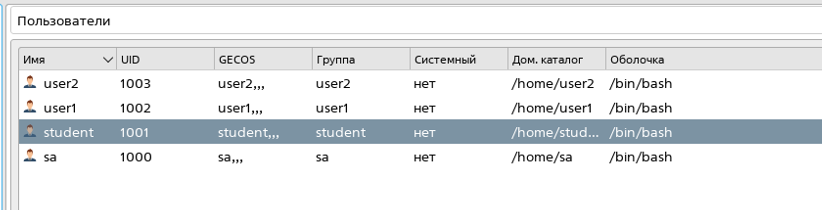 Пользователи
Имя UID GECOS Группа Системный Дом. каталог Оболочка
user2 1003 user2,,, user2 нет /home/user2 /bin/bash
user1 1002 user1,,, user1 нет /home/user1 /bin/bash
student 1001 student,,, student нет /home/stud... /bin/bash
sa 1000 sa,,, sa нет /home/sa /bin/bash